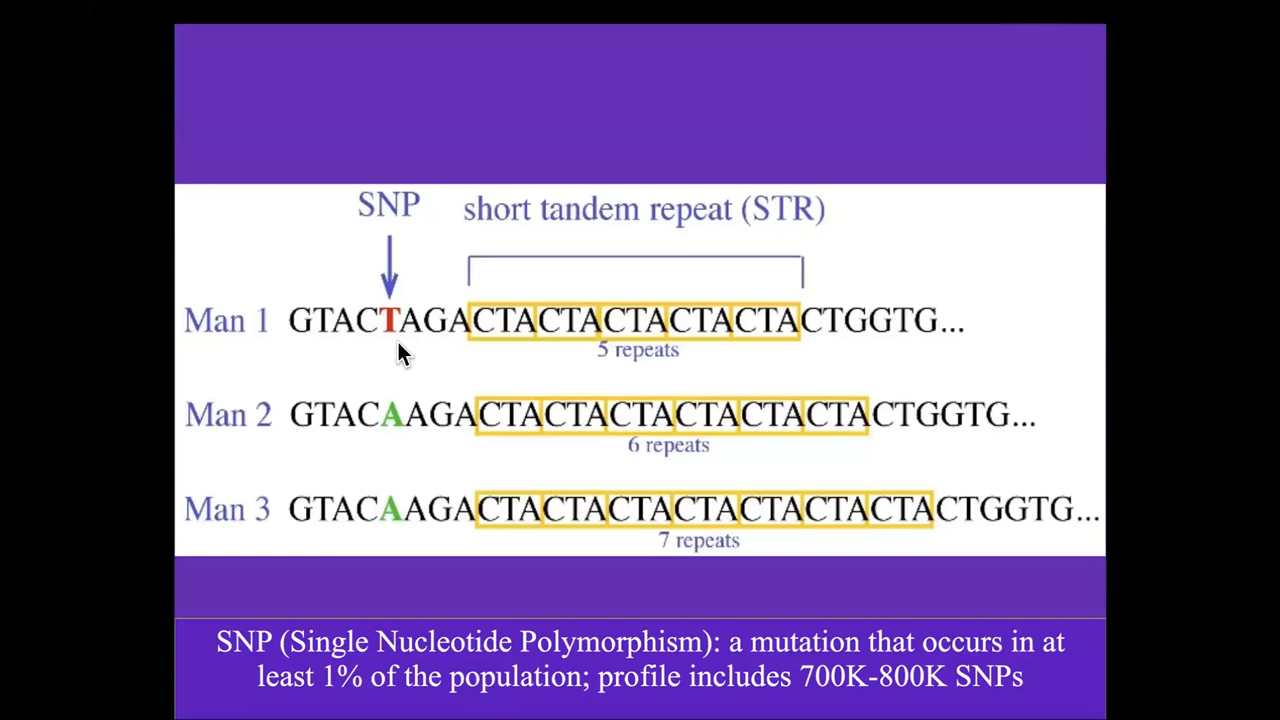 SNP short tandem repeat (STR)
Man 1 GTACTAGACTACTACTACTACTACTGGTG...
5 repeats
Man 2 GTACAAGACTACTACTACTACTACTACTGGTG...
6 repeats
Man 3 GTACAAGACTACTACTACTACTACTACTACTGGTG...
7 repeats
SNP (Single Nucleotide Polymorphism): a mutation that occurs in at
least 1% of the population; profile includes 700K-800K SNPs